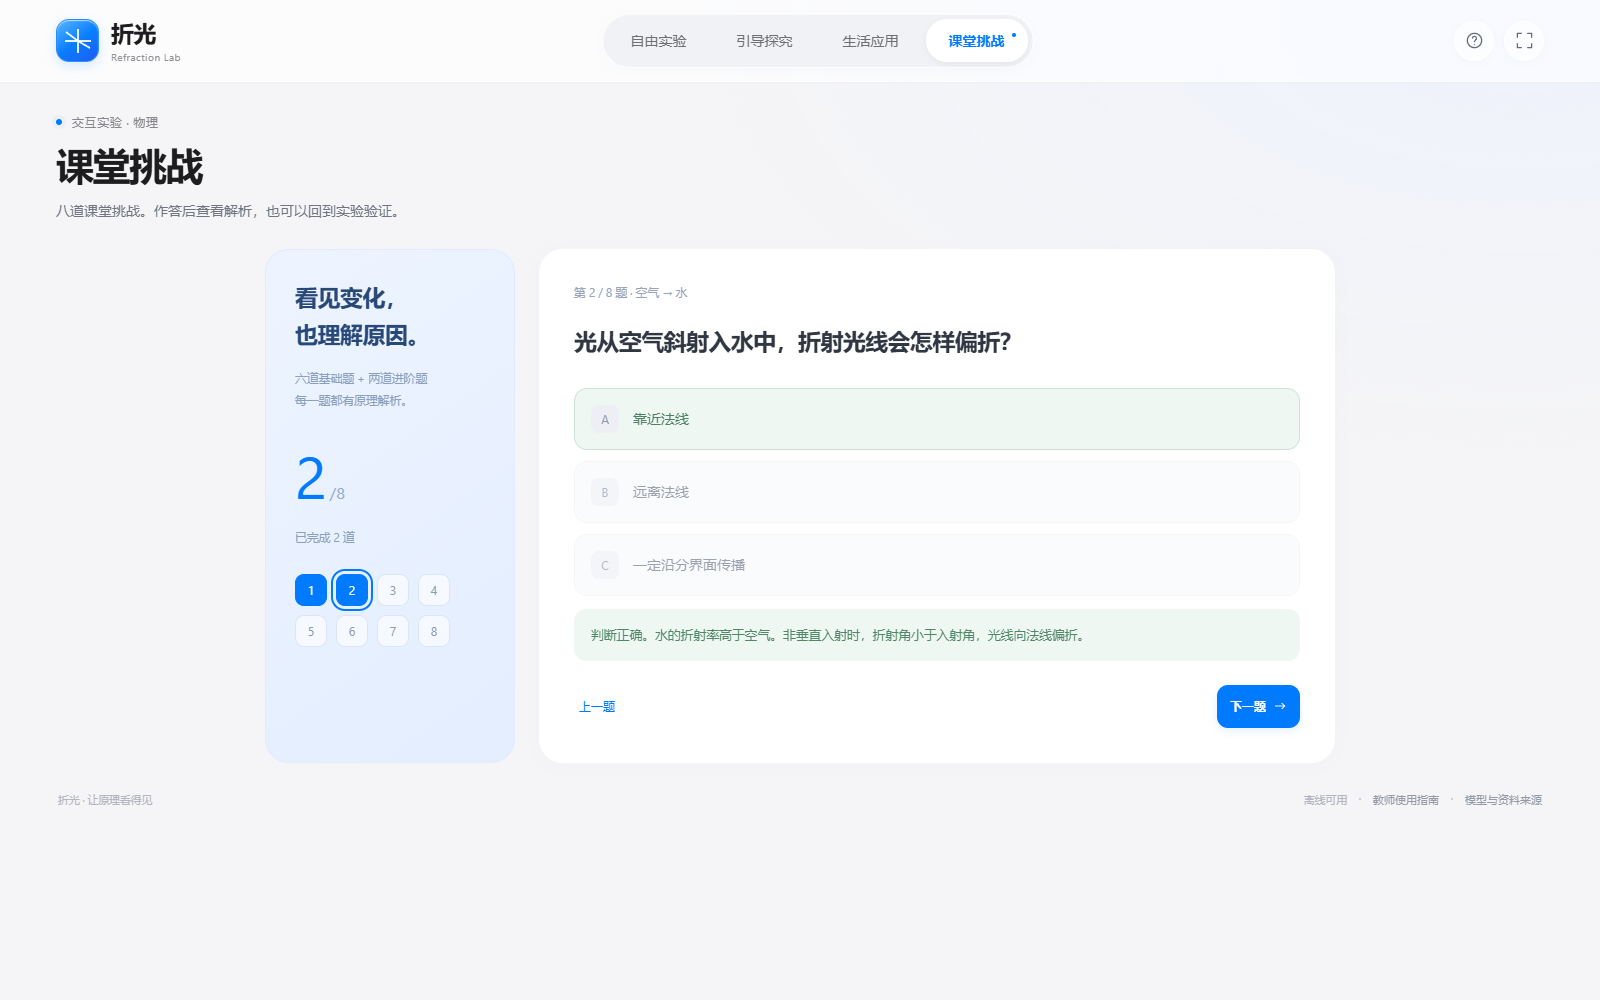 折光
Refraction Lab
自由实验
引导探究
生活应用
课堂挑战
交互实验 · 物理
课堂挑战
八道课堂挑战。作答后查看解析，也可以回到实验验证。
看见变化，
也理解原因。
六道基础题 + 两道进阶题
每一题都有原理解析。
2 /8
已完成 2 道
1 2 3 4
5 6 7 8
第 2 / 8 题 · 空气 → 水
光从空气斜射入水中，折射光线会怎样偏折？
A 靠近法线
B 远离法线
C 一定沿分界面传播
判断正确。水的折射率高于空气。非垂直入射时，折射角小于入射角，光线向法线偏折。
上一题
下一题 →
折光 · 让原理看得见
离线可用 · 教师使用指南 · 模型与资料来源